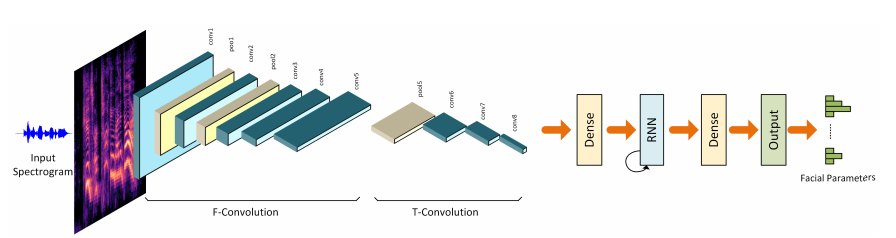 Input
Spectrogram
conv1
pool1
conv2
pool2
conv3
conv4
conv5
F-Convolution
pool5
conv6
conv7
conv8
T-Convolution
Dense
RNN
Dense
Output
Facial Parameters